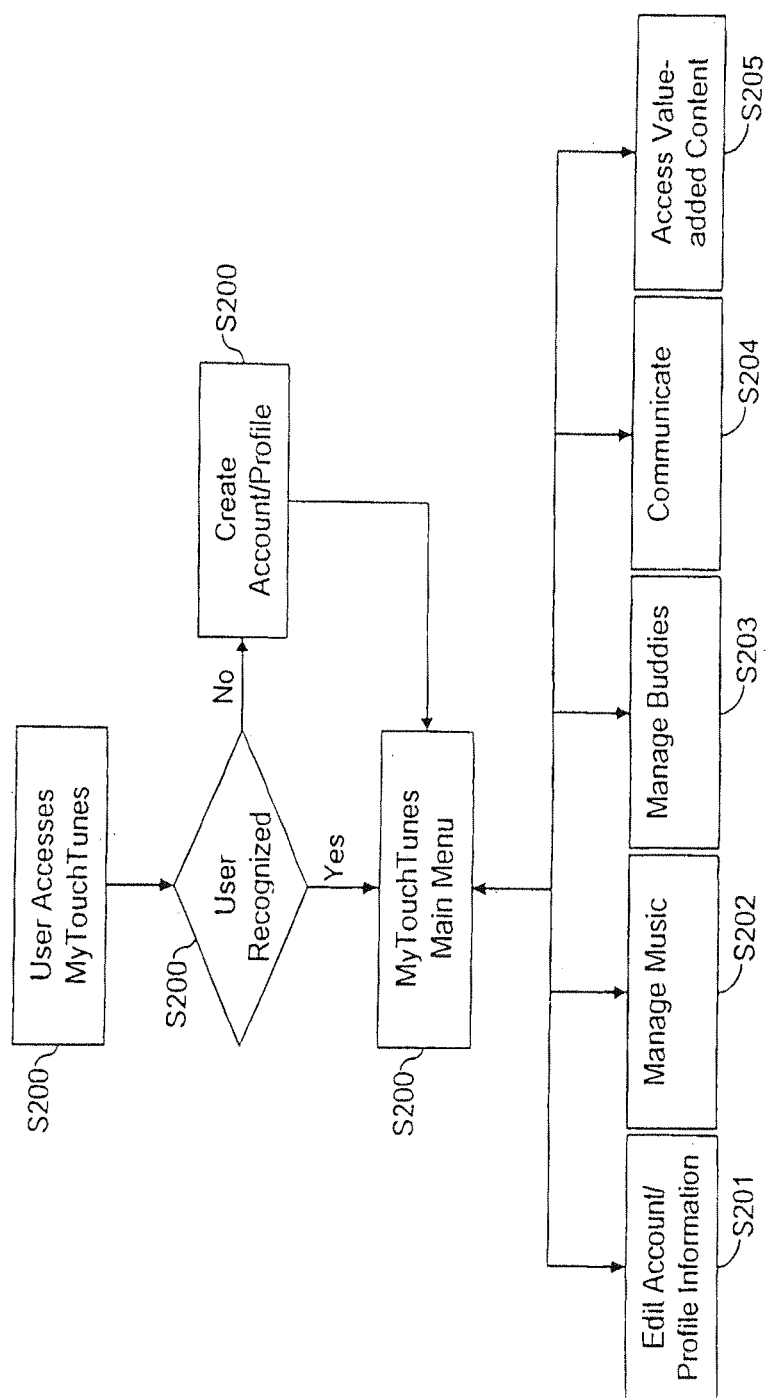 User Accesses
MyTouchTunes
S200
User
Recognized
S200
No
Yes
Create
Account/Profile
S200
MyTouchTunes
Main Menu
S200
Edit Account/
Profile Information
S201
Manage Music
S202
Manage Buddies
S203
Communicate
S204
Access Value-
added Content
S205